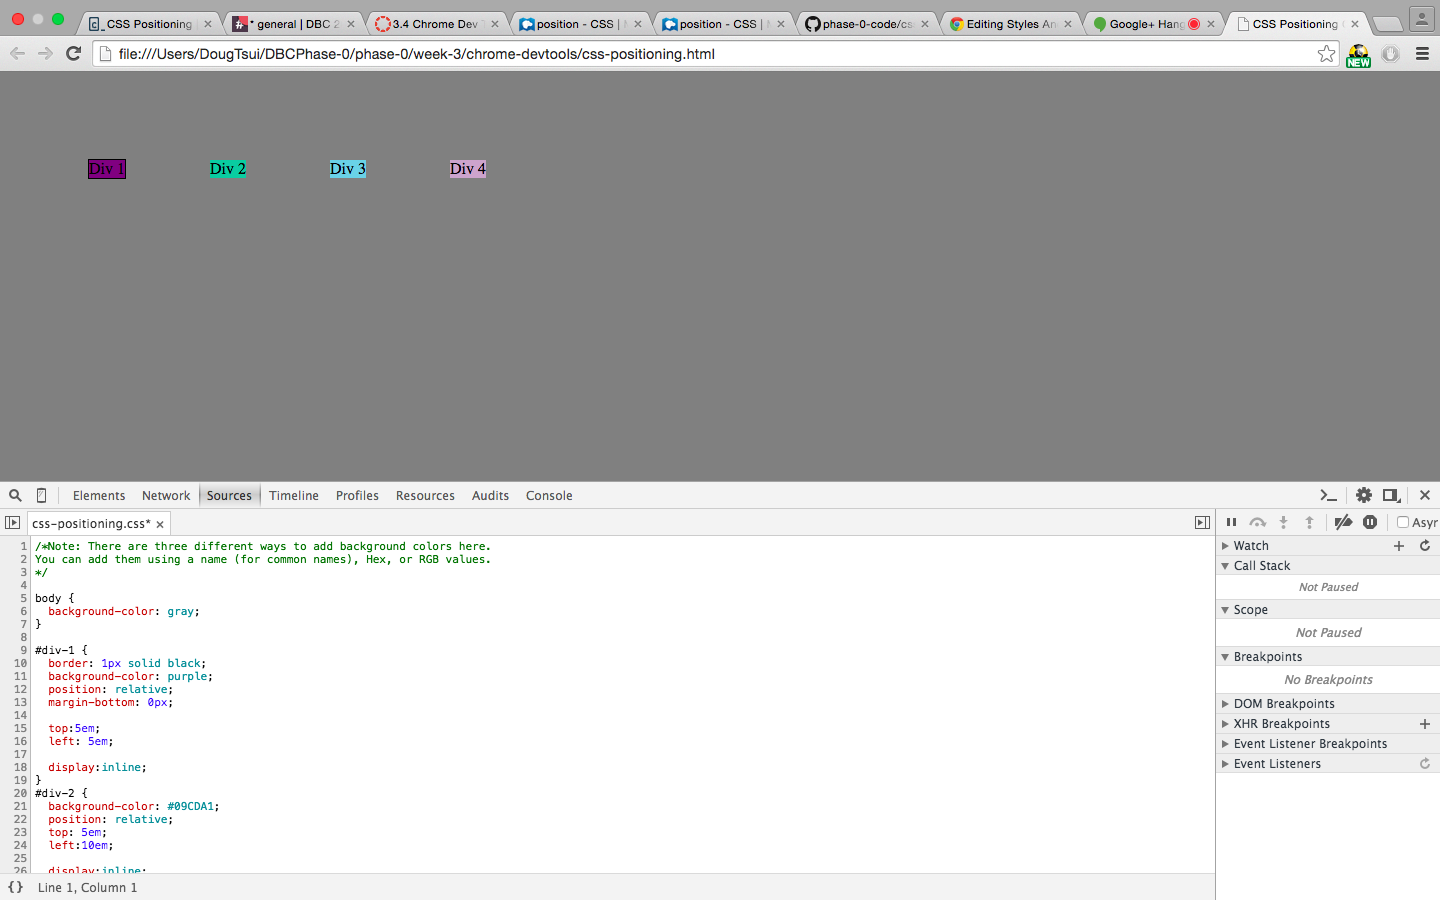 CSS Positioning
* general | DBC 2
3.4 Chrome Dev T
position - CSS | M
position - CSS | M
phase-0-code/cs
Editing Styles An
Google+ Hang
CSS Positioning
file:///Users/DougTsui/DBCPhase-0/phase-0/week-3/chrome-devtools/css-positioning.html
NEW
Div 1 Div 2 Div 3 Div 4
Elements Network Sources Timeline Profiles Resources Audits Console
css-positioning.css* ×
Asyr
1 /*Note: There are three different ways to add background colors here.
2 You can add them using a name (for common names), Hex, or RGB values.
3 */
4
5 body {
6 background-color: gray;
7 }
8
9 #div-1 {
10 border: 1px solid black;
11 background-color: purple;
12 position: relative;
13 margin-bottom: 0px;
14
15 top:5em;
16 left: 5em;
17
18 display:inline;
19 }
20 #div-2 {
21 background-color: #09CDA1;
22 position: relative;
23 top: 5em;
24 left:10em;
25
26 display:inline;
{} Line 1, Column 1
Watch
Call Stack
Not Paused
Scope
Not Paused
Breakpoints
No Breakpoints
DOM Breakpoints
XHR Breakpoints
Event Listener Breakpoints
Event Listeners